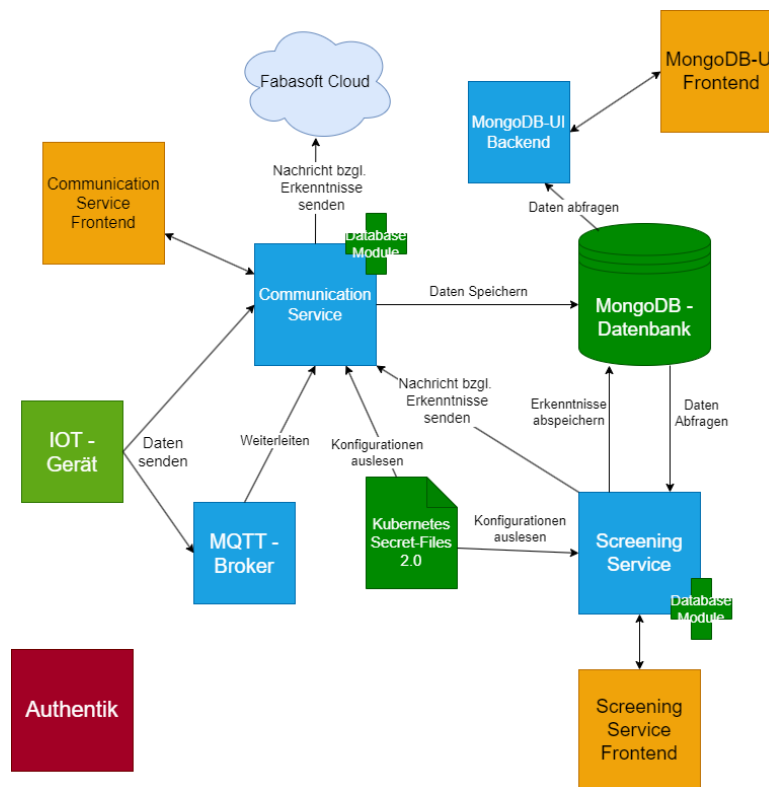 Fabasoft Cloud
MongoDB-U
Frontend
MongoDB-UI
Backend
Communication
Service
Frontend
Nachricht bzgl.
Erkenntnisse
senden
Daten abfragen
Database
Module
Communication
Service
Daten Speichern
MongoDB -
Datenbank
Nachricht bzgl.
Erkenntnisse
senden
Erkenntnisse
abspeichern
Daten
Abfragen
IOT -
Gerät
Daten
senden
Weiterleiten
Konfigurationen
auslesen
MQTT -
Broker
Kubernetes
Secret-Files
2.0
Konfigurationen
auslesen
Screening
Service
Database
Module
Authentik
Screening
Service
Frontend